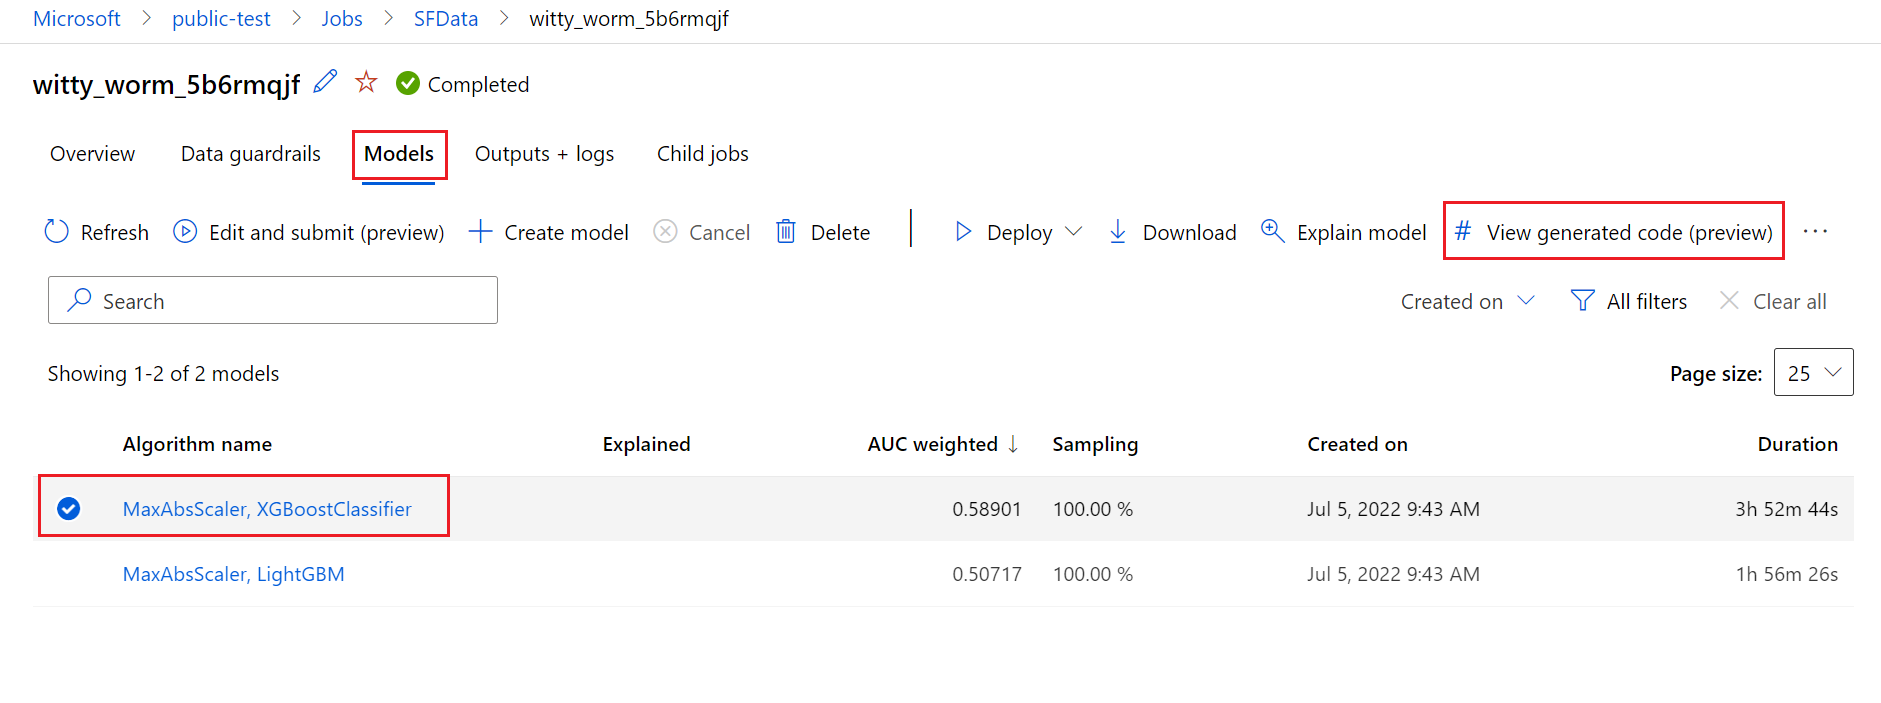 Microsoft > public-test > Jobs > SFData > witty_worm_5b6rmqjf
witty_worm_5b6rmqjf Completed
Overview Data guardrails Models Outputs + logs Child jobs
Refresh Edit and submit (preview) Create model Cancel Delete Deploy Download Explain model # View generated code (preview) ...
Search Created on All filters Clear all
Showing 1-2 of 2 models Page size: 25
Algorithm name Explained AUC weighted ↓ Sampling Created on Duration
MaxAbsScaler, XGBoostClassifier 0.58901 100.00 % Jul 5, 2022 9:43 AM 3h 52m 44s
MaxAbsScaler, LightGBM 0.50717 100.00 % Jul 5, 2022 9:43 AM 1h 56m 26s